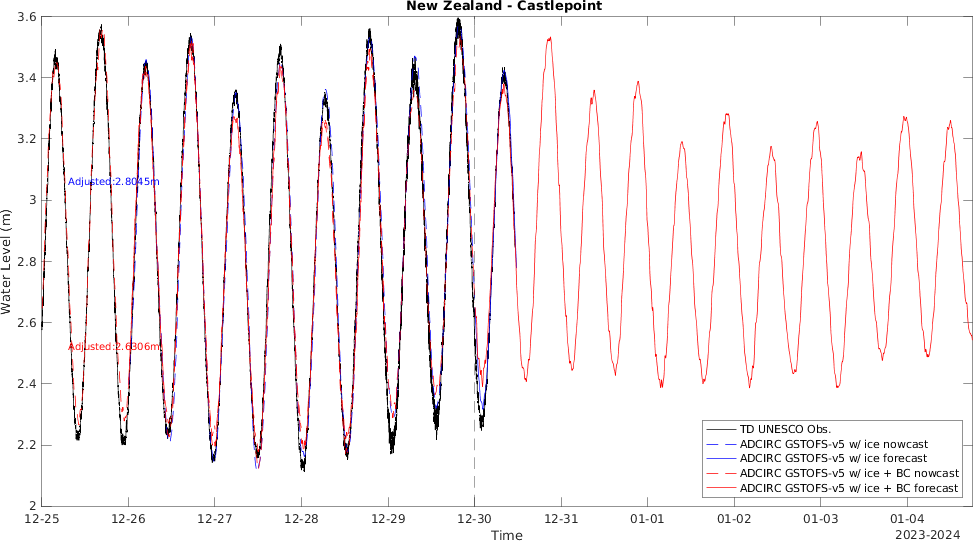 New Zealand - Castlepoint
3.6
3.4
3.2
3
2.8
2.6
2.4
2.2
2
Water Level (m)
Adjusted:2.8045m
Adjusted:2.6306m
TD UNESCO Obs.
ADCIRC GSTOFS-v5 w/ ice nowcast
ADCIRC GSTOFS-v5 w/ ice forecast
ADCIRC GSTOFS-v5 w/ ice + BC nowcast
ADCIRC GSTOFS-v5 w/ ice + BC forecast
12-25 12-26 12-27 12-28 12-29 12-30 12-31 01-01 01-02 01-03 01-04
Time
2023-2024